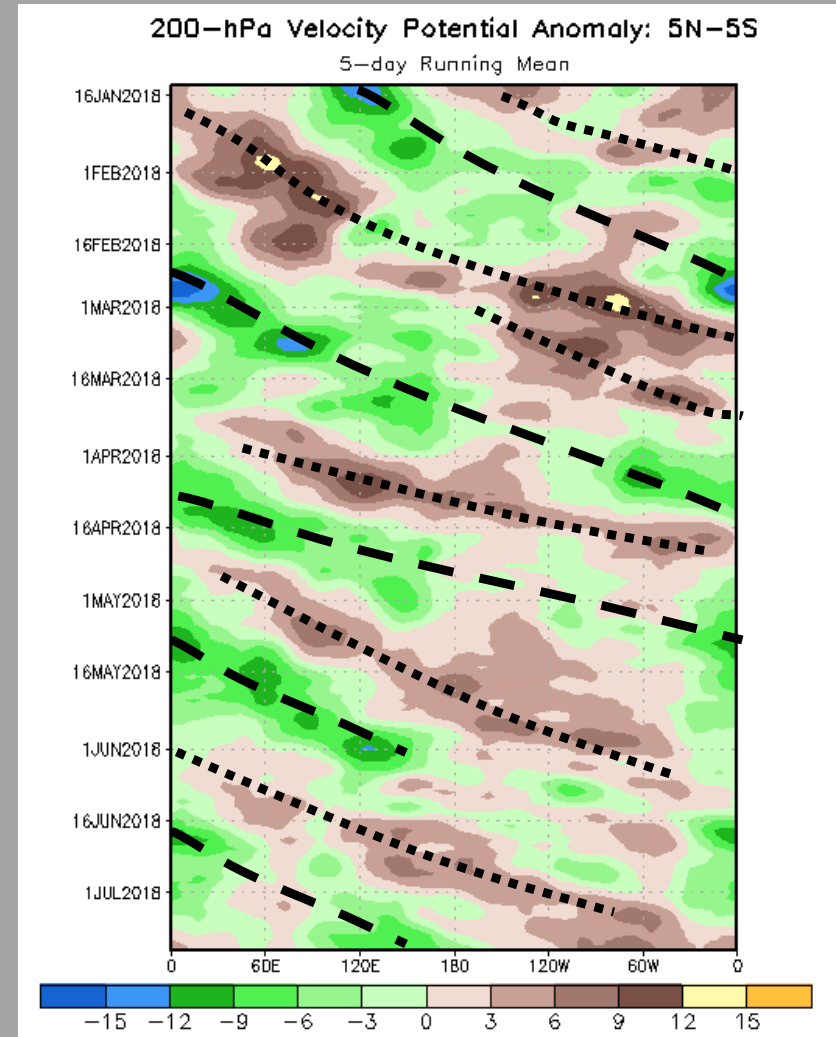 200-hPa Velocity Potential Anomaly: 5N-5S
5-day Running Mean
16JAN2018
1FEB2018
16FEB2018
1MAR2018
16MAR2018
1APR2018
16APR2018
1MAY2018
16MAY2018
1JUN2018
16JUN2018
1JUL2018
0 60E 120E 180 120W 60W 0
-15 -12 -9 -6 -3 0 3 6 9 12 15